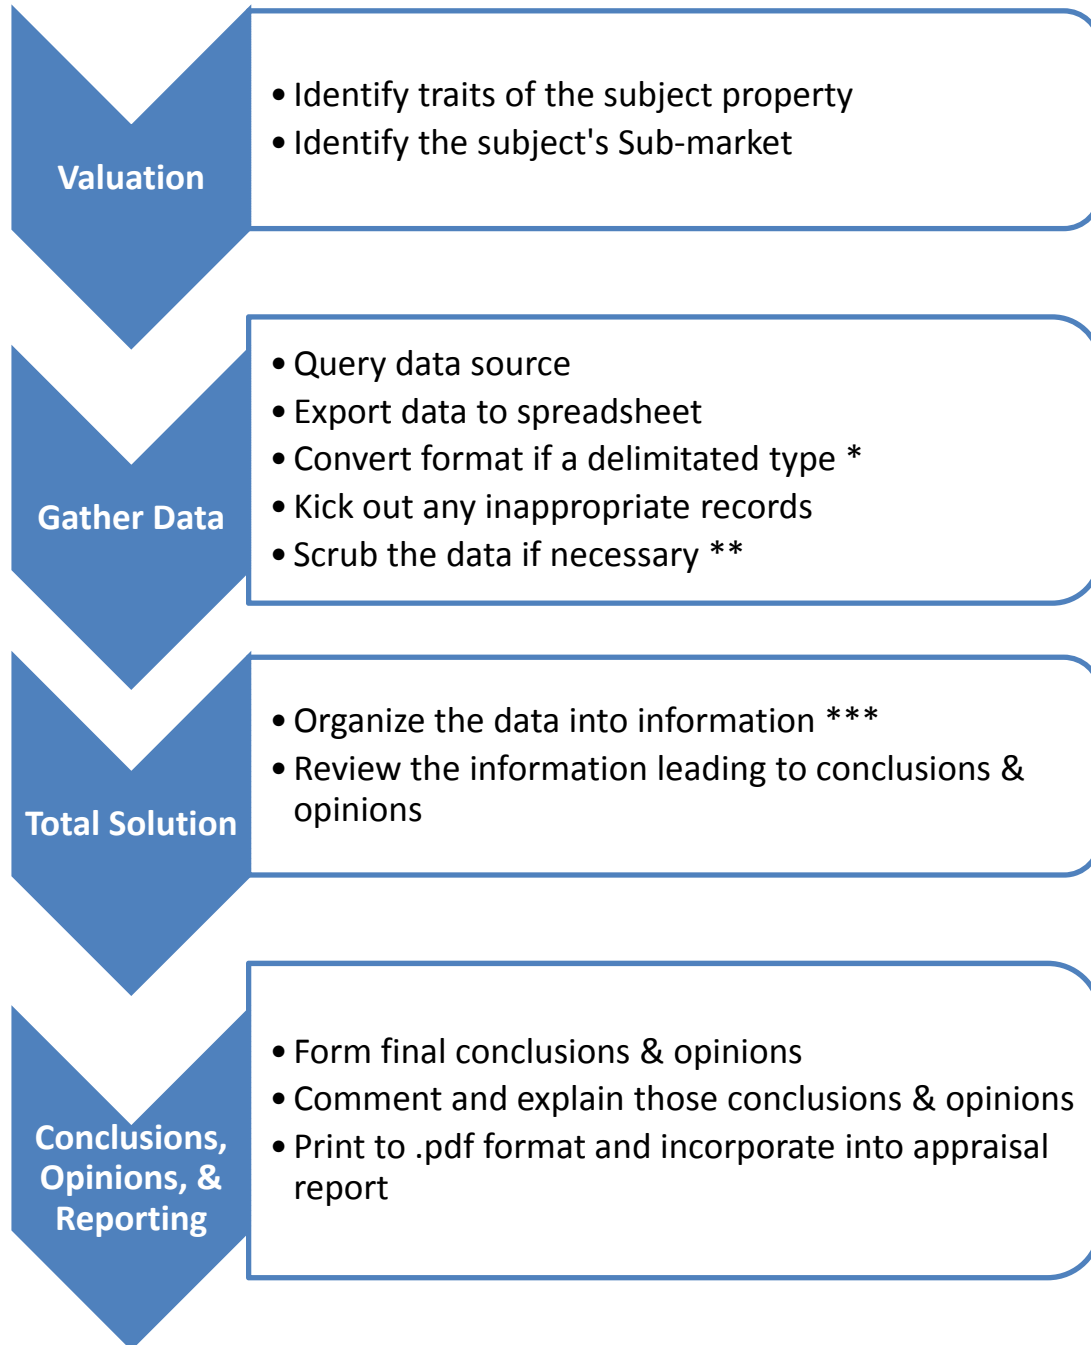 Valuation
• Identify traits of the subject property
• Identify the subject's Sub-market
Gather Data
• Query data source
• Export data to spreadsheet
• Convert format if a delimitated type *
• Kick out any inappropriate records
• Scrub the data if necessary **
Total Solution
• Organize the data into information ***
• Review the information leading to conclusions &
opinions
Conclusions,
Opinions, &
Reporting
• Form final conclusions & opinions
• Comment and explain those conclusions & opinions
• Print to .pdf format and incorporate into appraisal
report